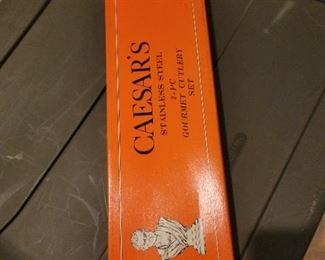 CAESAR'S
STAINLESS STEEL
2-PC
GOURMET CUTLERY
SET